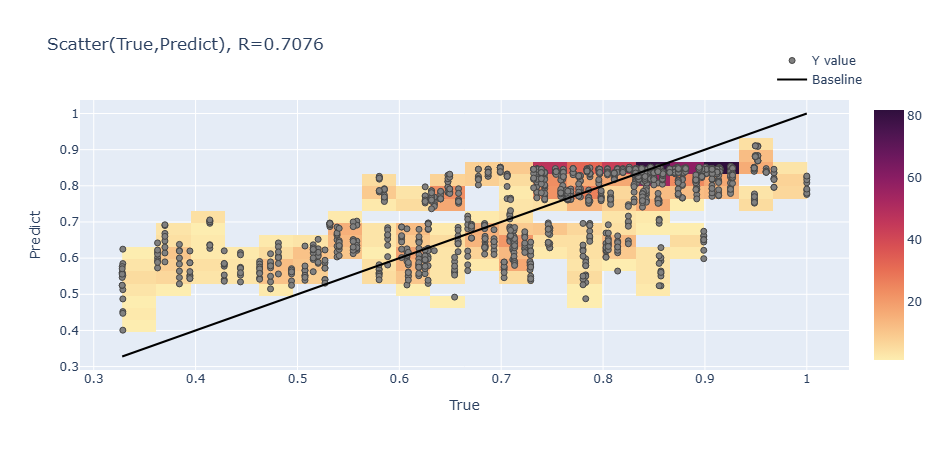 Scatter(True,Predict), R=0.7076
Y value
Baseline
1
0.9
0.8
0.7
0.6
0.5
0.4
0.3
Predict
0.3 0.4 0.5 0.6 0.7 0.8 0.9 1
True
80
60
40
20